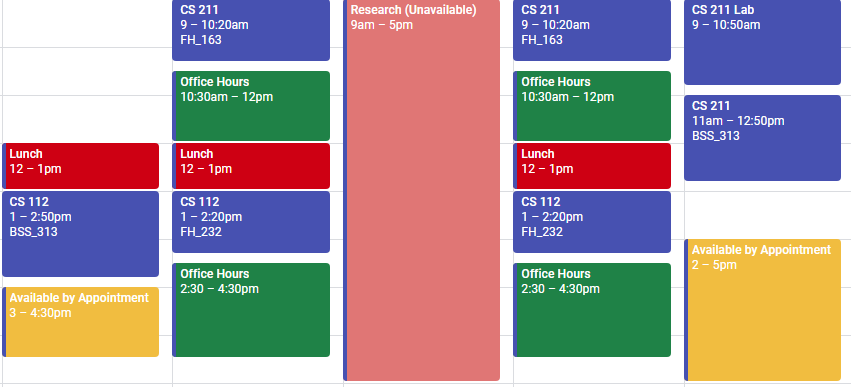 Lunch
12 – 1pm
CS 112
1 – 2:50pm
BSS_313
Available by Appointment
3 – 4:30pm
CS 211
9 – 10:20am
FH_163
Office Hours
10:30am – 12pm
Lunch
12 – 1pm
CS 112
1 – 2:20pm
FH_232
Office Hours
2:30 – 4:30pm
Research (Unavailable)
9am – 5pm
CS 211
9 – 10:20am
FH_163
Office Hours
10:30am – 12pm
Lunch
12 – 1pm
CS 112
1 – 2:20pm
FH_232
Office Hours
2:30 – 4:30pm
CS 211 Lab
9 – 10:50am
CS 211
11am – 12:50pm
BSS_313
Available by Appointment
2 – 5pm